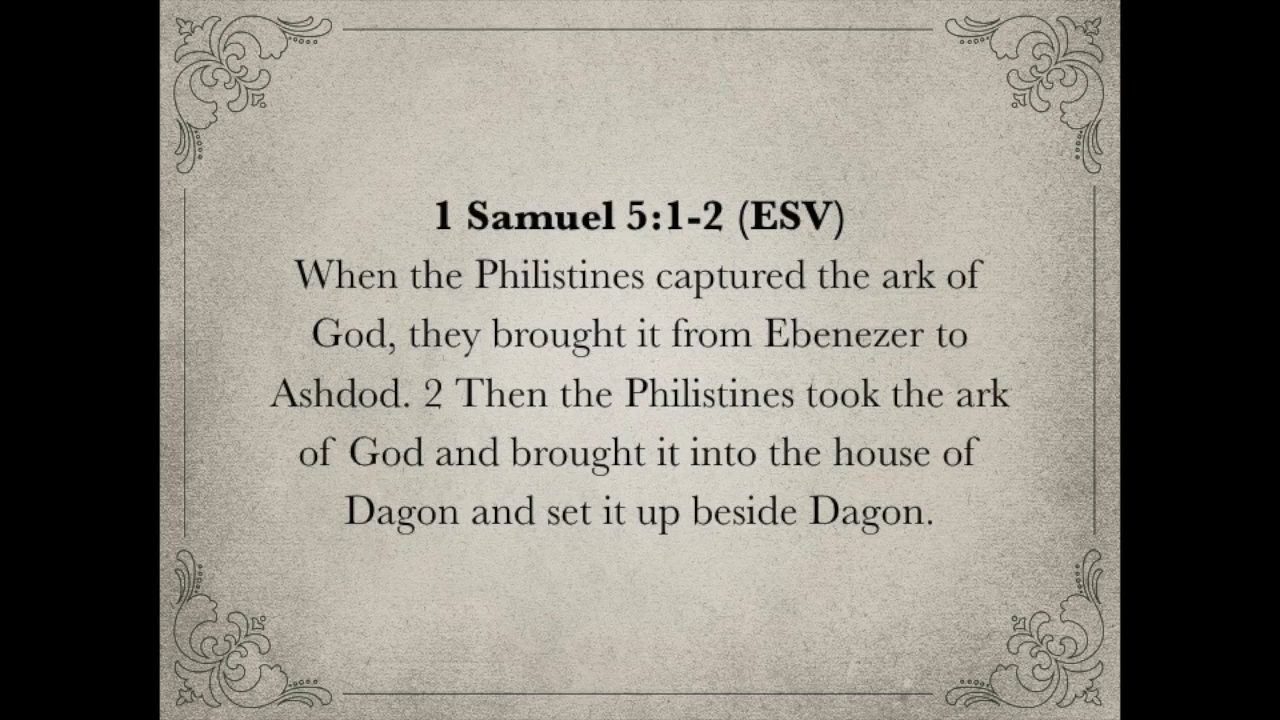 1 Samuel 5:1-2 (ESV)
When the Philistines captured the ark of
God, they brought it from Ebenezer to
Ashdod. 2 Then the Philistines took the ark
of God and brought it into the house of
Dagon and set it up beside Dagon.